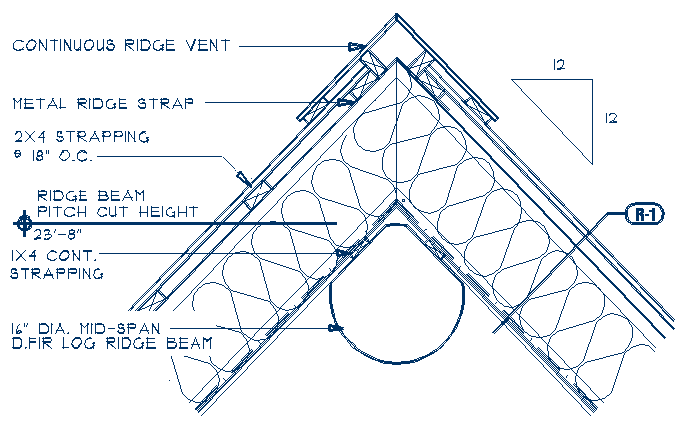 CONTINUOUS RIDGE VENT
12
METAL RIDGE STRAP
12
2X4 STRAPPING
@ 18" O.C.
RIDGE BEAM
PITCH CUT HEIGHT
R-1
23'-8"
1X4 CONT.
STRAPPING
16" DIA. MID-SPAN
D.FIR LOG RIDGE BEAM